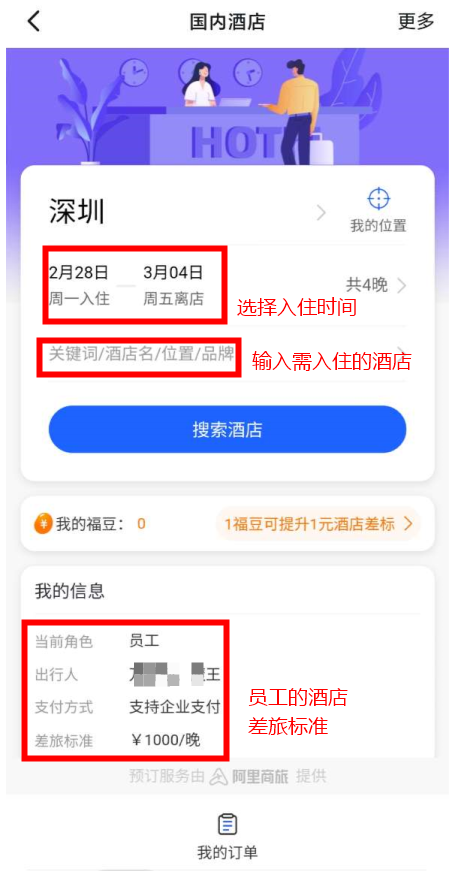 国内酒店
更多
HOT
深圳
我的位置
2月28日 3月04日
周一入住 周五离店
共4晚
选择入住时间
关键词/酒店名/位置/品牌
输入需入住的酒店
搜索酒店
我的福豆： 0
1福豆可提升1元酒店差标
我的信息
当前角色 员工
出行人 王
支付方式 支持企业支付
差旅标准 ￥1000/晚
员工的酒店
差旅标准
预订服务由 阿里商旅 提供
我的订单